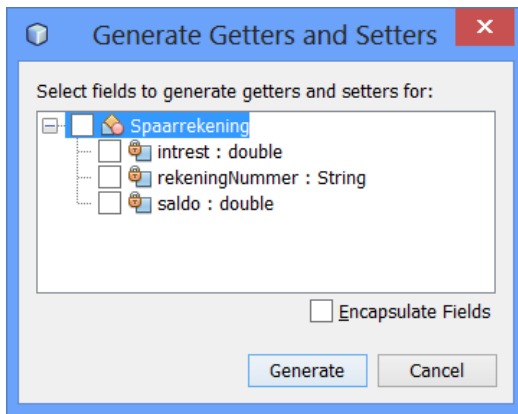 Generate Getters and Setters
Select fields to generate getters and setters for:
Spaarrekening
intrest : double
rekeningNummer : String
saldo : double
Encapsulate Fields
Generate Cancel